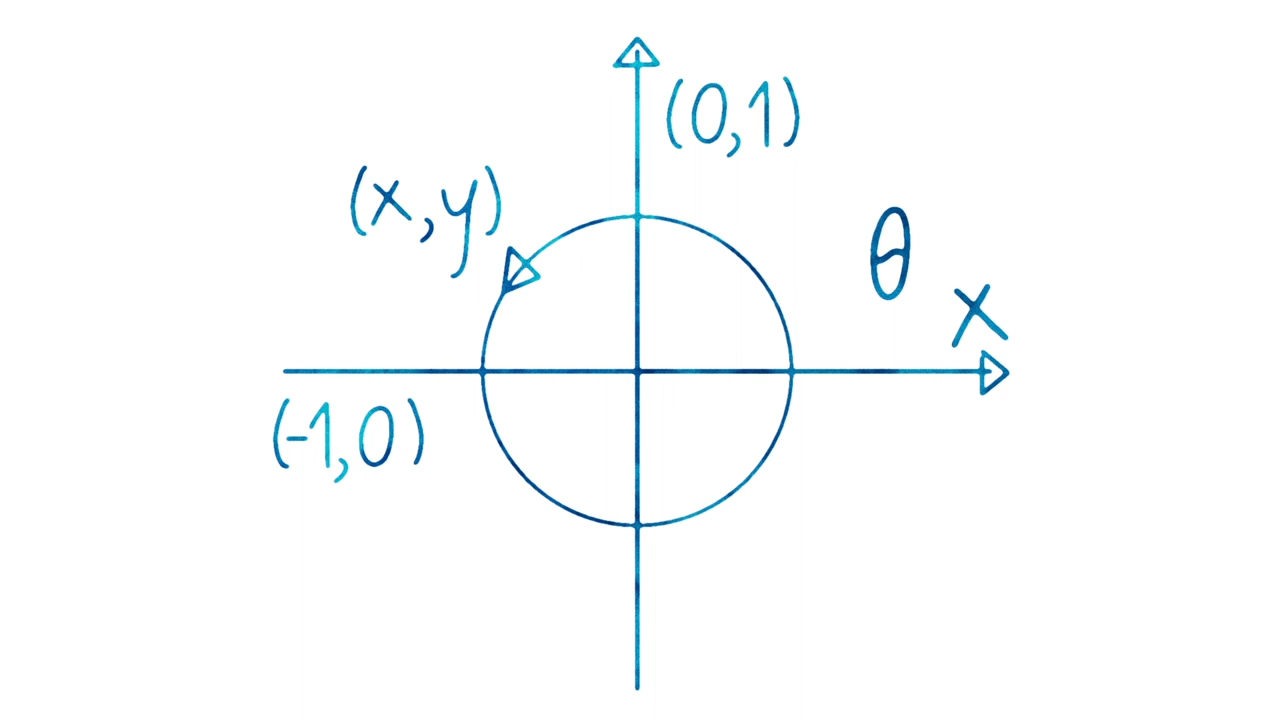 (0,1)
(x,y)
θ
x
(-1,0)